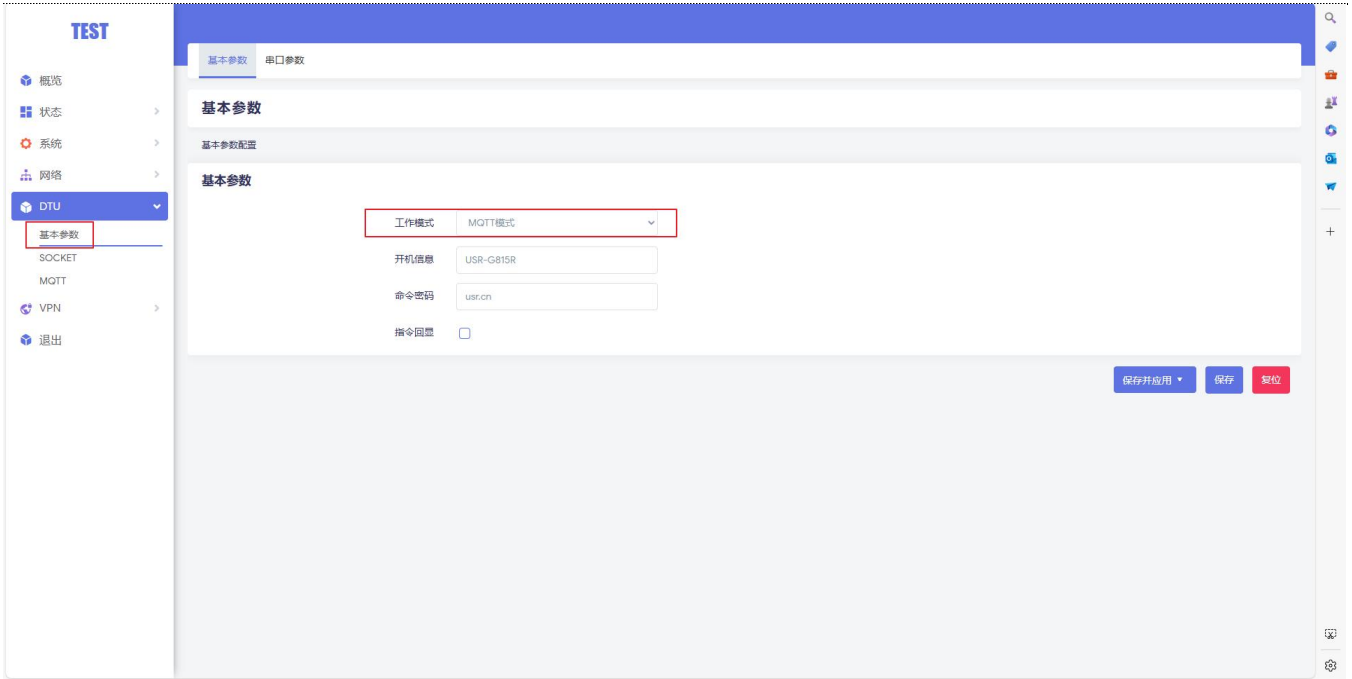 TEST
概览
状态
系统
网络
DTU
基本参数
SOCKET
MQTT
VPN
退出
基本参数 串口参数
基本参数
基本参数配置
基本参数
工作模式 MQTT模式
开机信息 USR-G815R
命令密码 usr.cn
指令回显
保存并应用 保存 复位